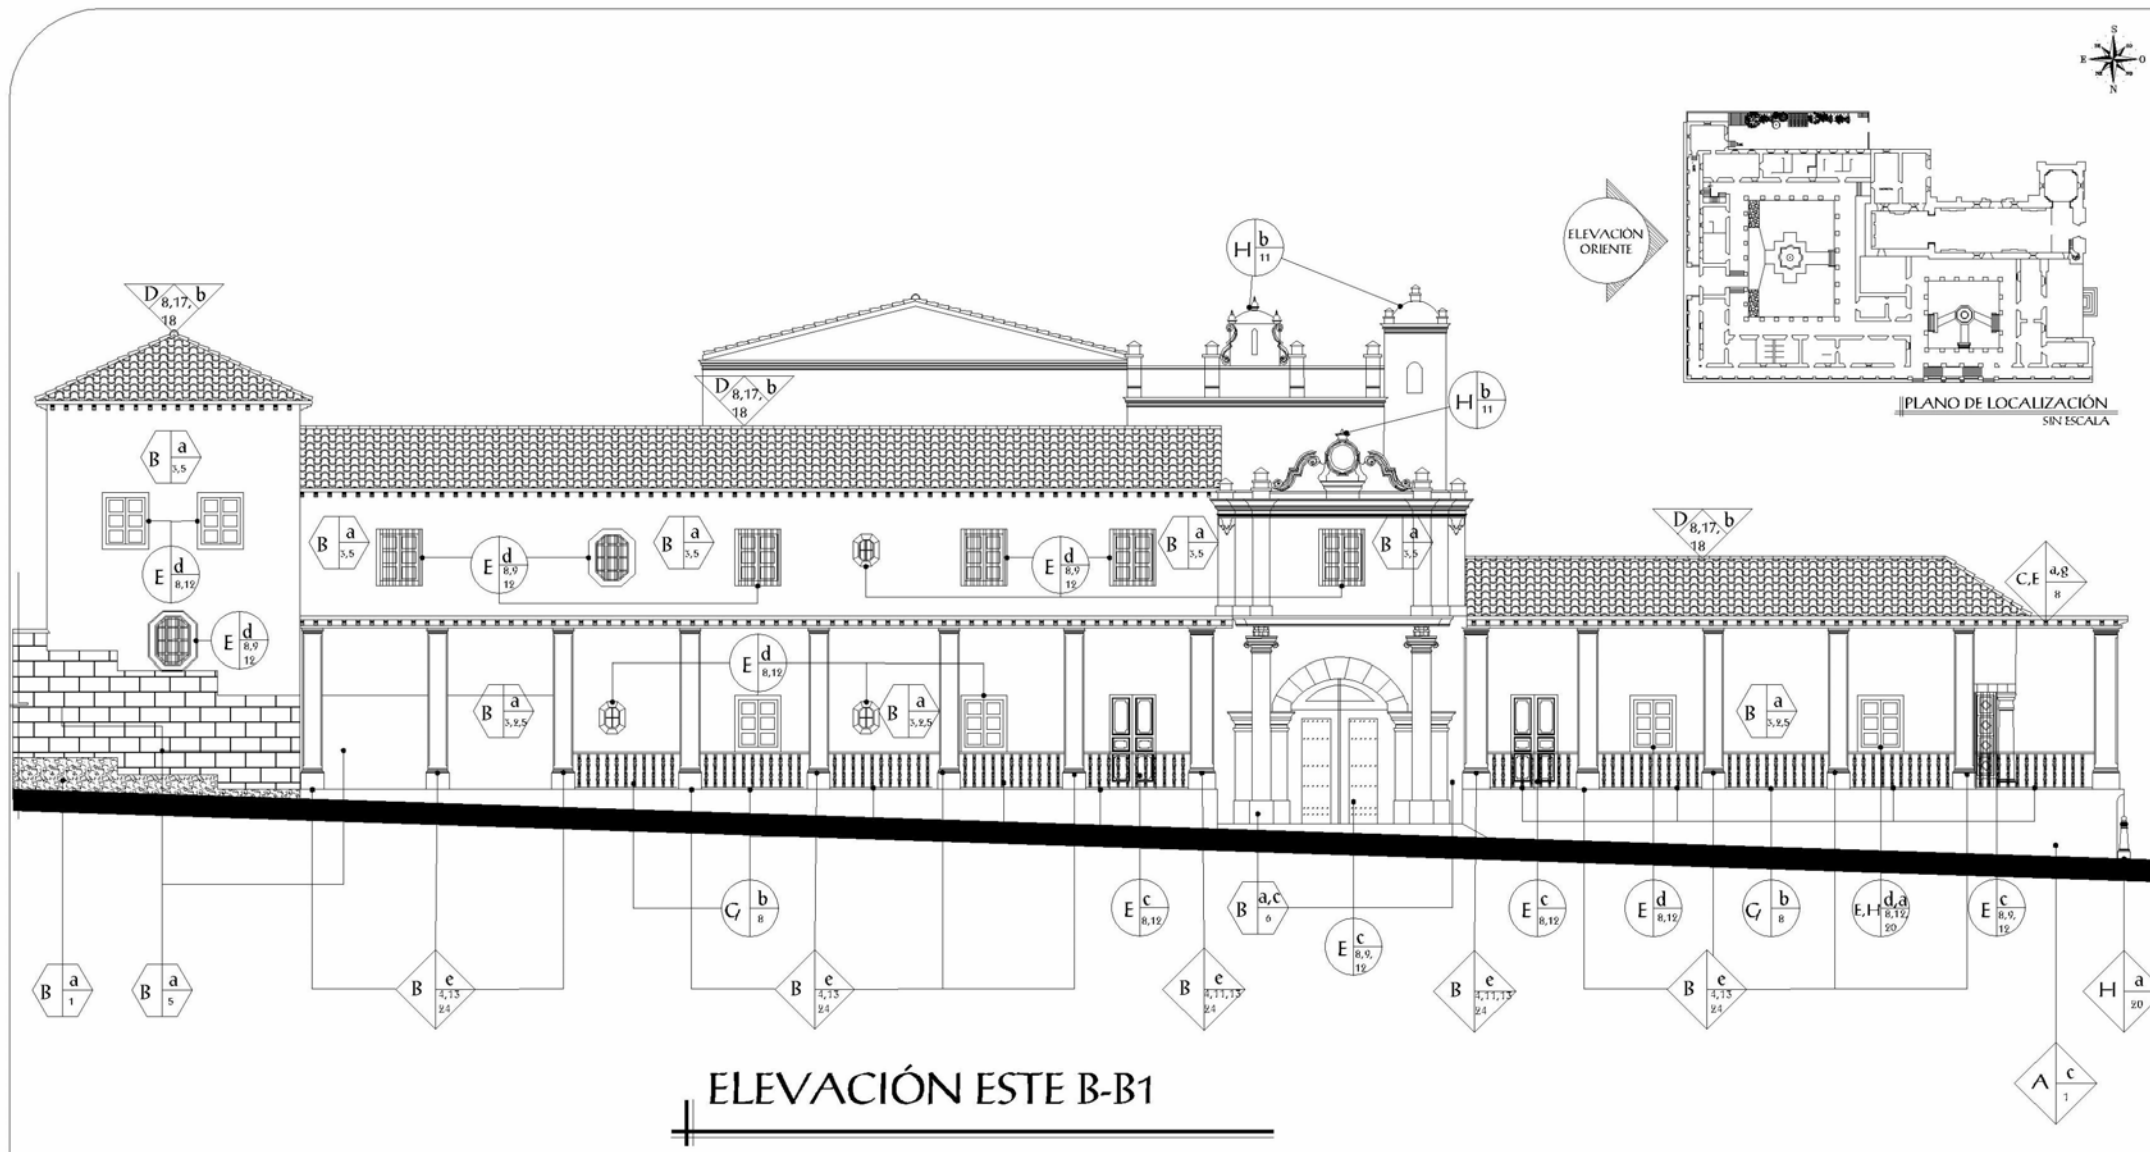 S
E
O
N
ELEVACIÓN
ORIENTE
PLANO DE LOCALIZACIÓN
SIN ESCALA
H b
11
D 8,17, b
18
D 8,17, b
18
H b
11
B a
3,5
D 8,17, b
18
B a
3,5
E d
8,9
12
B a
3,5
E d
8,9
12
B a
3,5
B a
3,5
E d
8,12
C,E a,g
8
E d
8,9
12
E d
8,12
B a
3,2,5
B a
3,2,5
B a
3,2,5
G b
8
E c
8,12
B a,c
6
E c
8,9,
12
E c
8,12
E d
8,12
G b
8
E,H d,a
8,12,
20
E c
8,9,
12
B a
1
B a
5
B e
4,13
24
B e
4,13
24
B e
4,11,13
24
B e
4,11,13
24
B e
4,13
24
H a
20
A c
1
ELEVACIÓN ESTE B-B1